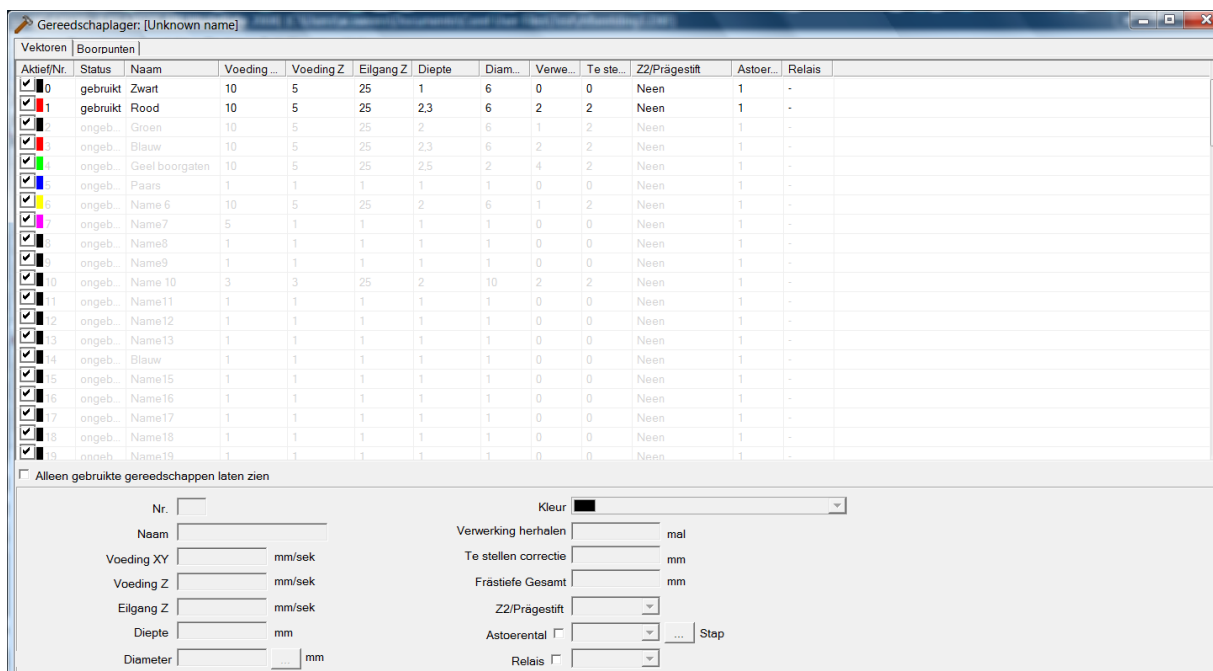 Gereedschaplager: [Unknown name]
Vektoren Boorpunten
Aktief/Nr. Status Naam Voeding ... Voeding Z Eilgang Z Diepte Diam... Verwe... Te ste... Z2/Prägestift Astoer... Relais
0 gebruikt Zwart 10 5 25 1 6 0 0 Neen 1 -
1 gebruikt Rood 10 5 25 2,3 6 2 2 Neen 1 -
2 ongeb... Groen 10 5 25 2 6 1 2 Neen 1 -
3 ongeb... Blauw 10 5 25 2,3 6 2 2 Neen 1 -
4 ongeb... Geel boorgaten 10 5 25 2,5 2 4 2 Neen 1 -
5 ongeb... Paars 1 1 1 1 1 0 0 Neen 1 -
6 ongeb... Name 6 10 5 25 2 6 1 2 Neen 1 -
7 ongeb... Name7 5 1 1 1 1 0 0 Neen 1 -
8 ongeb... Name8 1 1 1 1 1 0 0 Neen 1 -
9 ongeb... Name9 1 1 1 1 1 0 0 Neen 1 -
10 ongeb... Name 10 3 3 25 2 10 2 2 Neen 1 -
11 ongeb... Name11 1 1 1 1 1 0 0 Neen 1 -
12 ongeb... Name12 1 1 1 1 1 0 0 Neen 1 -
13 ongeb... Name13 1 1 1 1 1 0 0 Neen 1 -
14 ongeb... Blauw 1 1 1 1 1 0 0 Neen 1 -
15 ongeb... Name15 1 1 1 1 1 0 0 Neen 1 -
16 ongeb... Name16 1 1 1 1 1 0 0 Neen 1 -
17 ongeb... Name17 1 1 1 1 1 0 0 Neen 1 -
18 ongeb... Name18 1 1 1 1 1 0 0 Neen 1 -
19 ongeb... Name19 1 1 1 1 1 0 0 Neen 1 -
Alleen gebruikte gereedschappen laten zien
Nr. Kleur
Naam Verwerking herhalen mal
Voeding XY mm/sek Te stellen correctie mm
Voeding Z mm/sek Frästiefe Gesamt mm
Eilgang Z mm/sek Z2/Prägestift
Diepte mm Astoerental ... Stap
Diameter ... mm Relais